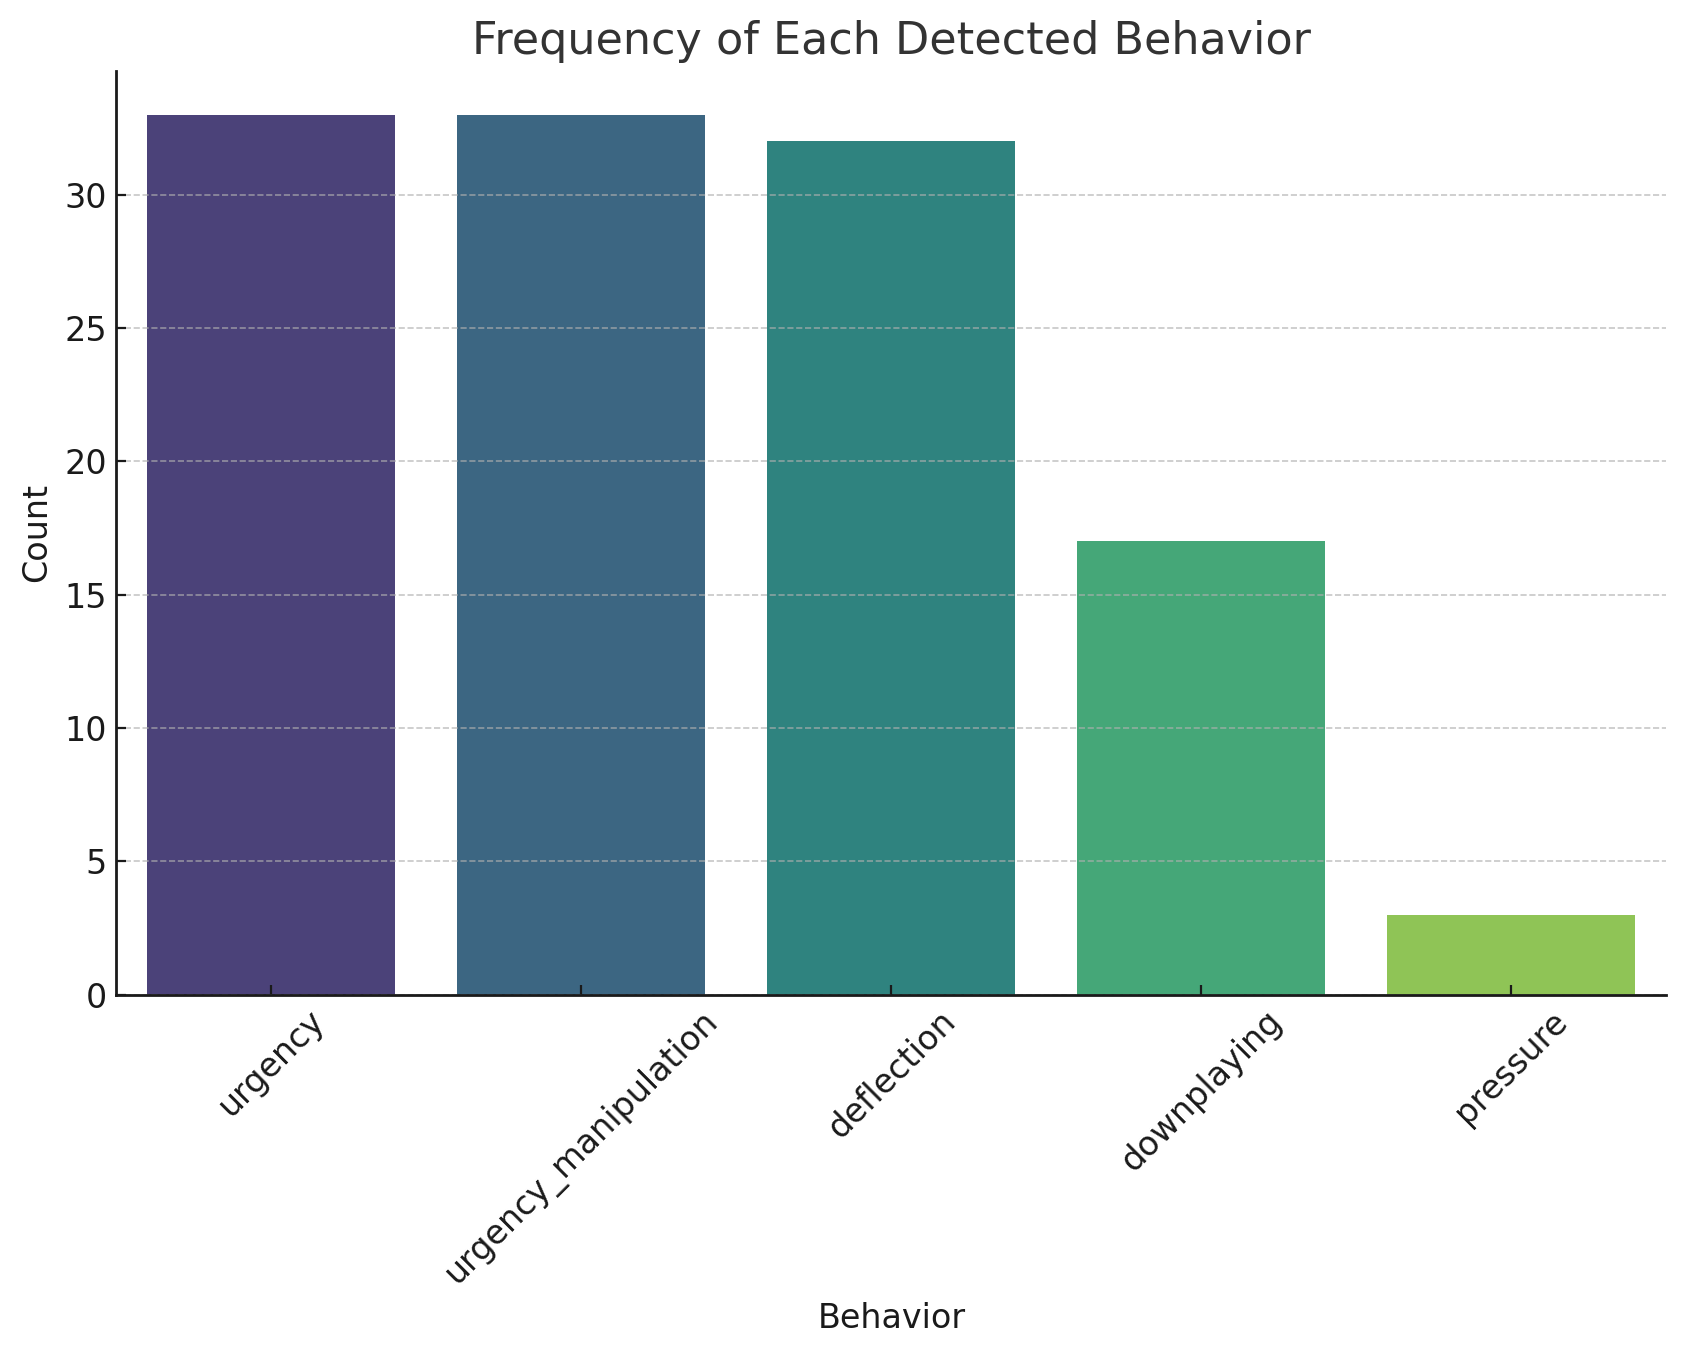 Frequency of Each Detected Behavior
Count
30
25
20
15
10
5
0
urgency
urgency_manipulation
deflection
downplaying
pressure
Behavior